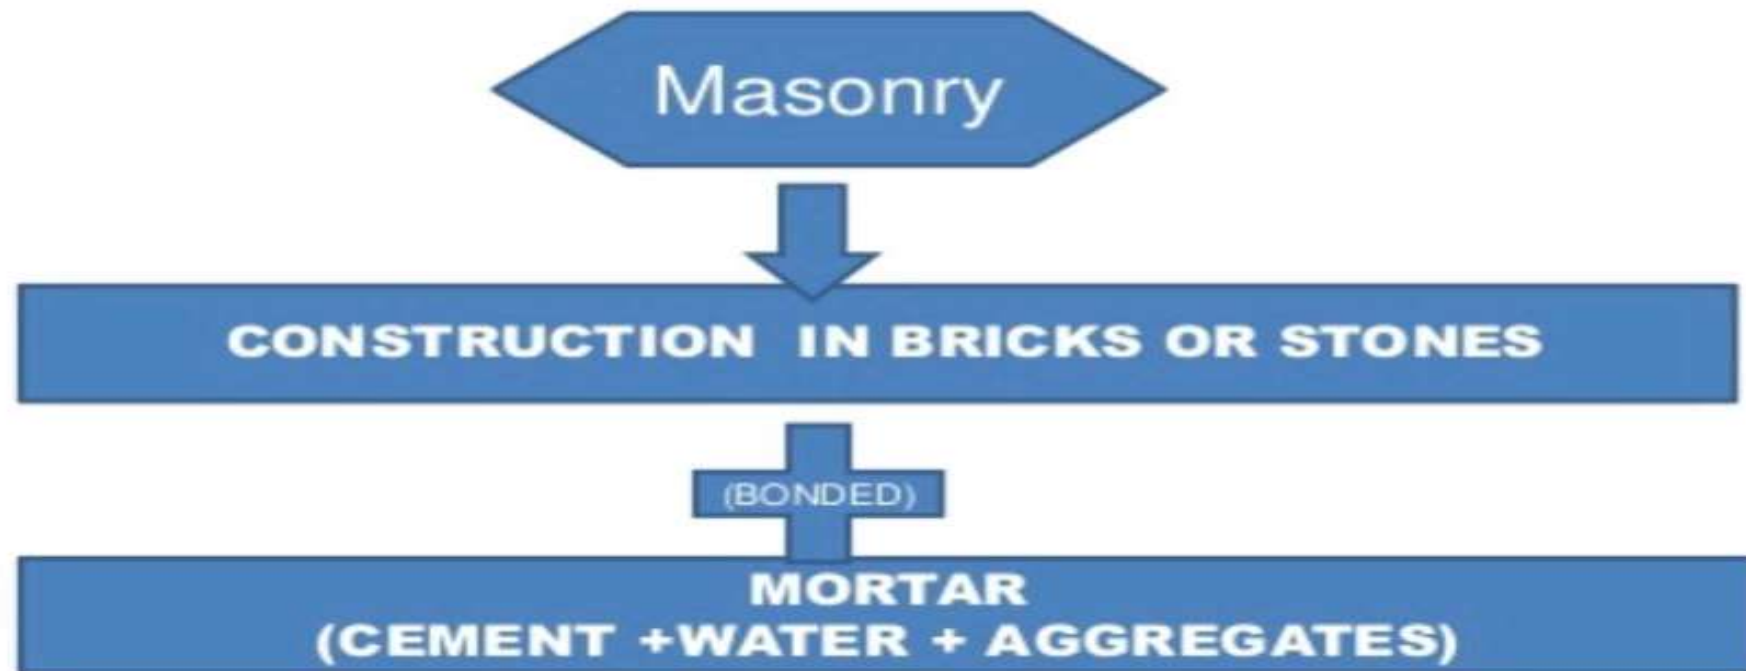 Masonry
CONSTRUCTION IN BRICKS OR STONES
(BONDED)
MORTAR
(CEMENT +WATER + AGGREGATES)